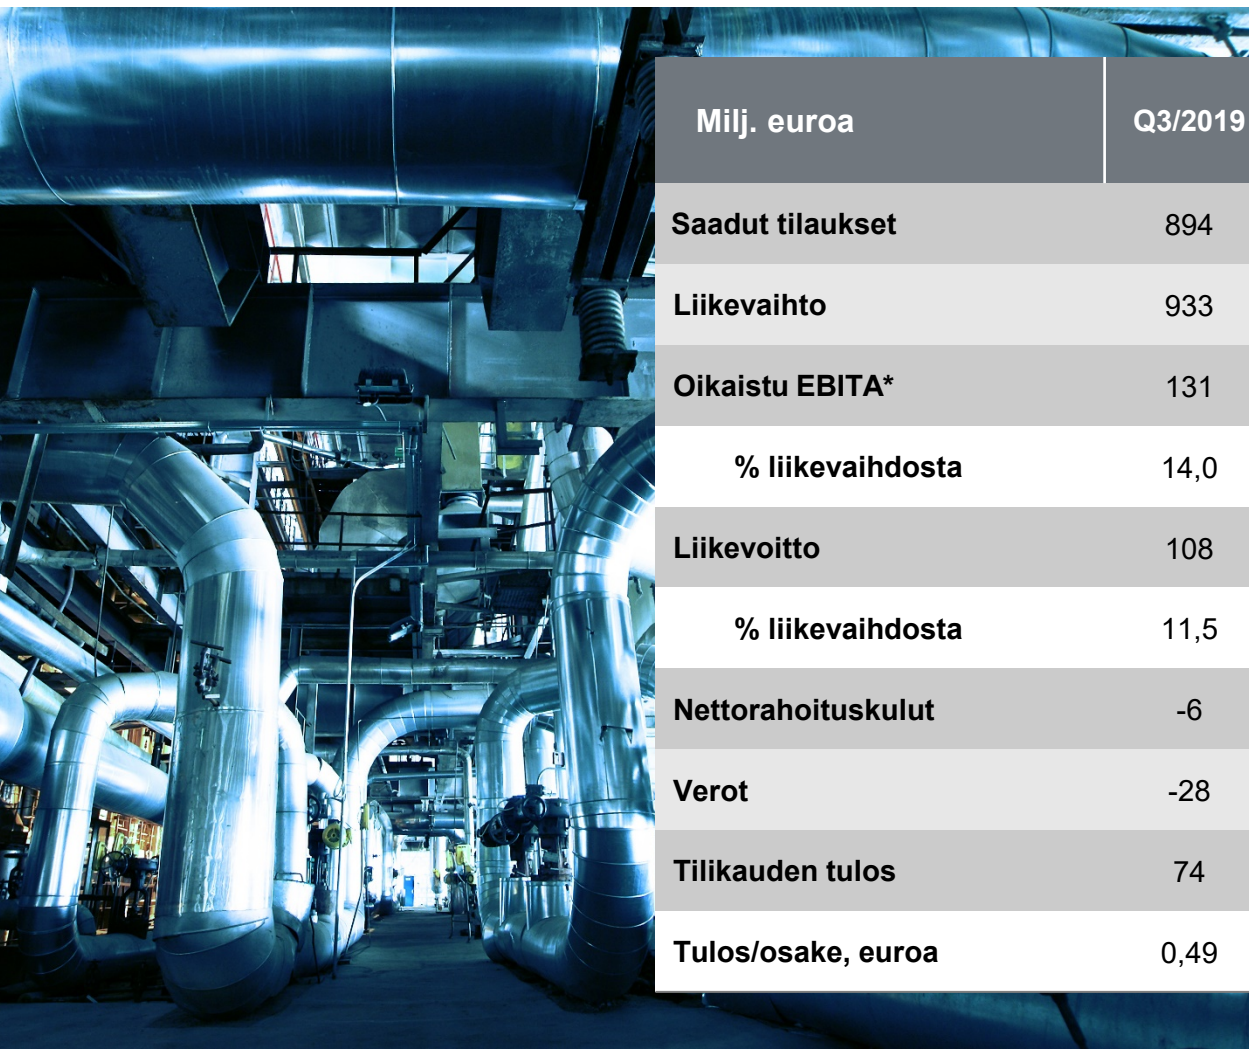 Milj. euroa Q3/2019
Saadut tilaukset 894
Liikevaihto 933
Oikaistu EBITA* 131
% liikevaihdosta 14,0
Liikevoitto 108
% liikevaihdosta 11,5
Nettorahoituskulut -6
Verot -28
Tilikauden tulos 74
Tulos/osake, euroa 0,49